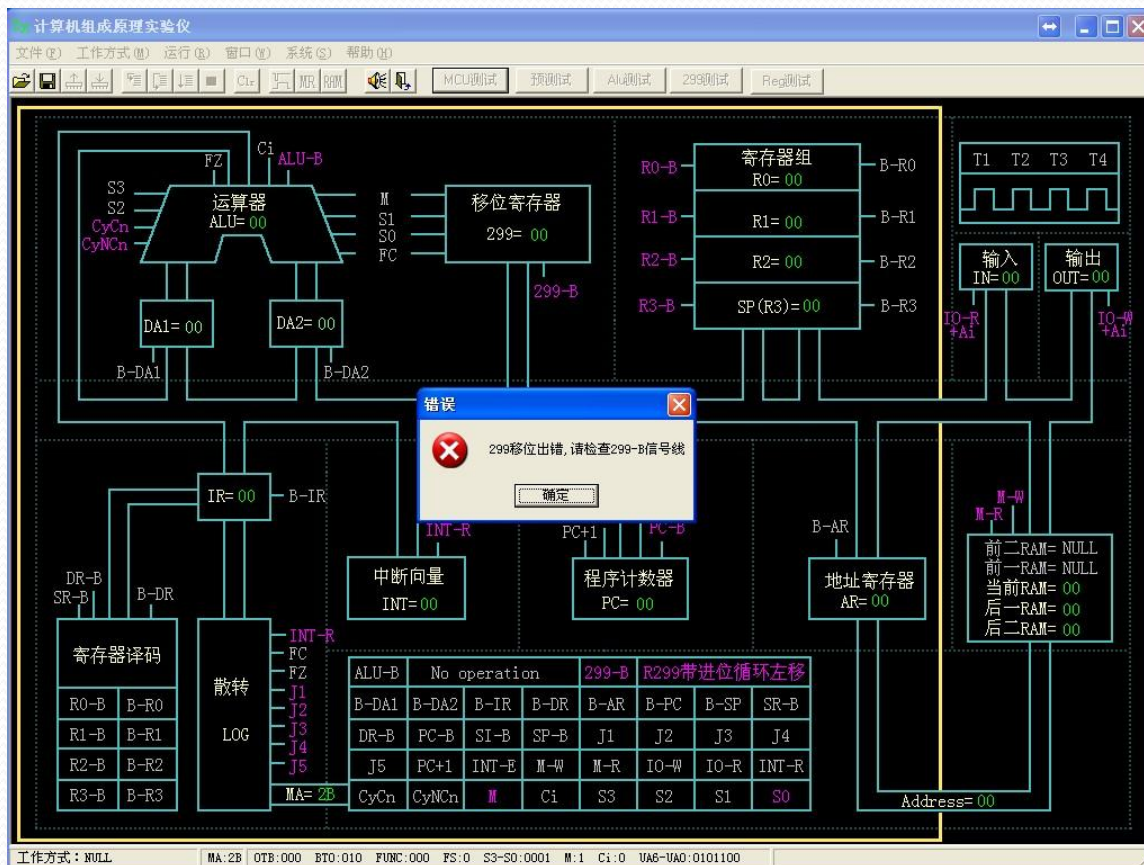 计算机组成原理实验仪
文件(F) 工作方式(M) 运行(R) 窗口(W) 系统(S) 帮助(H)
Clr MR RAM MCU测试 预测试 Alu测试 299测试 Reg测试
FZ Ci ALU-B
S3
S2
CyCn
CyNCn
运算器
ALU=00
M
S1
S0
FC
移位寄存器
299= 00
299-B
DA1=00
DA2=00
B-DA1
B-DA2
寄存器组
R0-B R0=00 B-R0
R1-B R1=00 B-R1
R2-B R2=00 B-R2
R3-B SP(R3)=00 B-R3
T1 T2 T3 T4
输入
IN=00
输出
OUT=00
IO-R
+Ai
IO-W
+Ai
错误
299移位出错,请检查299-B信号线
确定
IR=00 B-IR
INT-R
中断向量
INT=00
PC+1 PC-B
程序计数器
PC= 00
B-AR
地址寄存器
AR=00
M-W
M-R
前二RAM= NULL
前一RAM= NULL
当前RAM= 00
后一RAM= 00
后二RAM= 00
DR-B
SR-B
B-DR
寄存器译码
R0-B B-R0
R1-B B-R1
R2-B B-R2
R3-B B-R3
散转
LOG
INT-R
FC
FZ
J1
J2
J3
J4
J5
MA= 2B
ALU-B No operation 299-B R299带进位循环左移
B-DA1 B-DA2 B-IR B-DR B-AR B-PC B-SP SR-B
DR-B PC-B SI-B SP-B J1 J2 J3 J4
J5 PC+1 INT-E M-W M-R IO-W IO-R INT-R
CyCn CyNCn M Ci S3 S2 S1 S0
Address=00
工作方式：NULL MA:2B OTB:000 BTO:010 FUNC:000 FS:0 S3-S0:0001 M:1 Ci:0 UA6-UA0:0101100